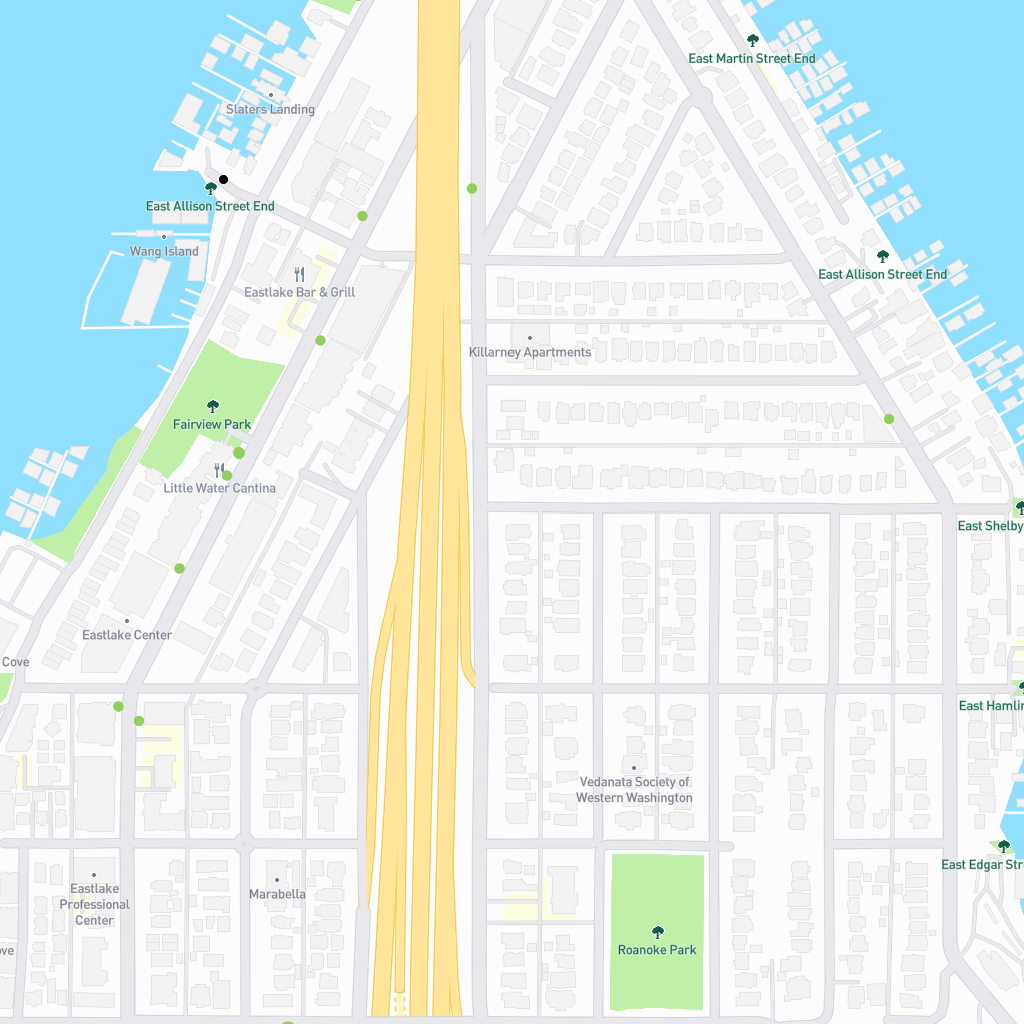 East Martin Street End
Slaters Landing
East Allison Street End
Wang Island
East Allison Street End
Eastlake Bar & Grill
Killarney Apartments
Fairview Park
Little Water Cantina
East Shelby
Eastlake Center
Cove
East Hamlin
Vedanata Society of
Western Washington
East Edgar Stre
Eastlake
Professional
Center
Marabella
ove
Roanoke Park